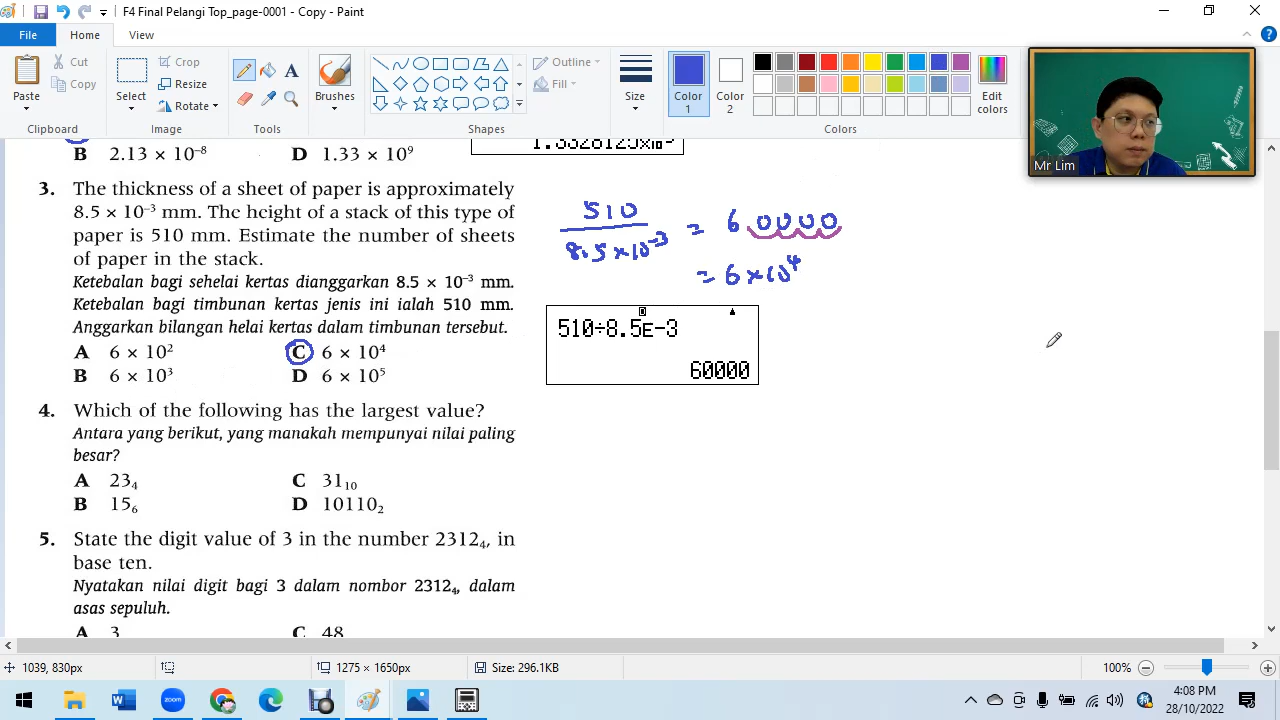 F4 Final Pelangi Top_page-0001 - Copy - Paint
File Home View
Paste Cut Copy
Clipboard
Select Crop Resize Rotate
Image
A
Tools
Brushes
Shapes
Outline Fill
Size
Color 1
Color 2
Colors
Edit colors
Mr Lim
B 2.13 × 10⁻⁸ D 1.33 × 10⁹
3. The thickness of a sheet of paper is approximately
8.5 × 10⁻³ mm. The height of a stack of this type of
paper is 510 mm. Estimate the number of sheets
of paper in the stack.
Ketebalan bagi sehelai kertas dianggarkan 8.5 × 10⁻³ mm.
Ketebalan bagi timbunan kertas jenis ini ialah 510 mm.
Anggarkan bilangan helai kertas dalam timbunan tersebut.
A 6 × 10² C 6 × 10⁴
B 6 × 10³ D 6 × 10⁵
4. Which of the following has the largest value?
Antara yang berikut, yang manakah mempunyai nilai paling
besar?
A 23₄ C 31₁₀
B 15₆ D 10110₂
5. State the digit value of 3 in the number 2312₄, in
base ten.
Nyatakan nilai digit bagi 3 dalam nombor 2312₄, dalam
asas sepuluh.
A 3 C 48
1.3328125x10⁻⁸
510
8.5×10⁻³ = 60000
= 6×10⁴
510÷8.5E-3
60000
1039, 830px 1275 × 1650px Size: 296.1KB 100%
zoom
4:08 PM
28/10/2022